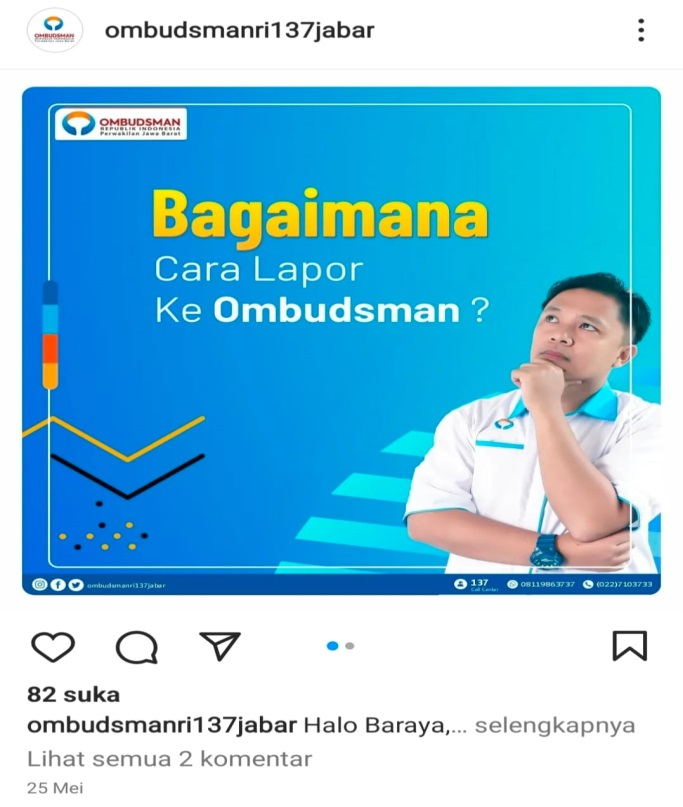 ombudsmanri137jabar
OMBUDSMAN
REPUBLIK INDONESIA
Perwakilan Jawa Barat
Bagaimana
Cara Lapor
Ke Ombudsman ?
ombudsmanri137jabar
137
Call Center
08119863737
(022)7103733
82 suka
ombudsmanri137jabar Halo Baraya,... selengkapnya
Lihat semua 2 komentar
25 Mei